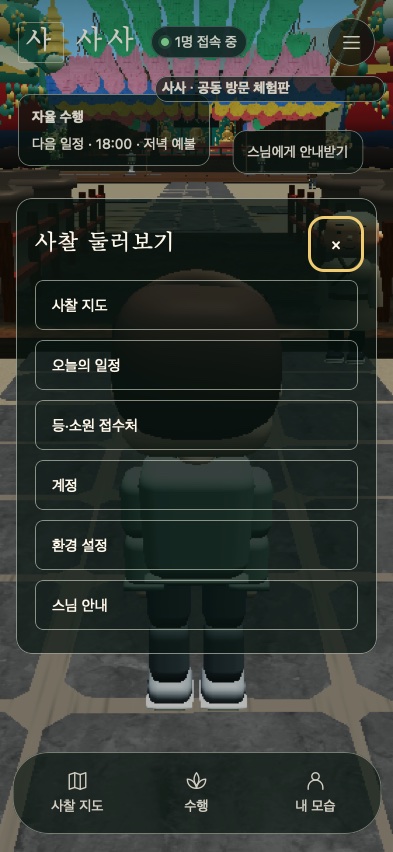 사 사사
1명 접속 중
사사 · 공동 방문 체험판
자율 수행
다음 일정 · 18:00 · 저녁 예불
스님에게 안내받기
사찰 둘러보기
×
사찰 지도
오늘의 일정
등·소원 접수처
계정
환경 설정
스님 안내
사찰 지도
수행
내 모습